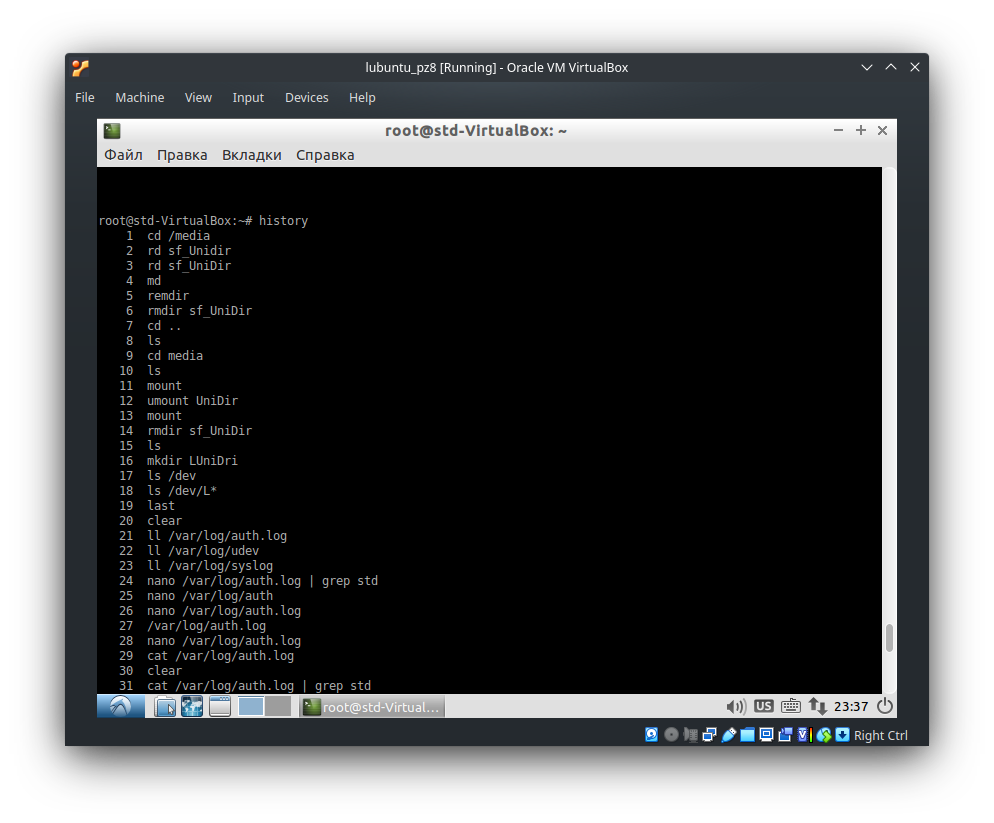 lubuntu_pz8 [Running] - Oracle VM VirtualBox
File Machine View Input Devices Help
root@std-VirtualBox: ~
Файл Правка Вкладки Справка
root@std-VirtualBox:~# history
1 cd /media
2 rd sf_Unidir
3 rd sf_UniDir
4 md
5 remdir
6 rmdir sf_UniDir
7 cd ..
8 ls
9 cd media
10 ls
11 mount
12 umount UniDir
13 mount
14 rmdir sf_UniDir
15 ls
16 mkdir LUniDri
17 ls /dev
18 ls /dev/L*
19 last
20 clear
21 ll /var/log/auth.log
22 ll /var/log/udev
23 ll /var/log/syslog
24 nano /var/log/auth.log | grep std
25 nano /var/log/auth
26 nano /var/log/auth.log
27 /var/log/auth.log
28 nano /var/log/auth.log
29 cat /var/log/auth.log
30 clear
31 cat /var/log/auth.log | grep std
root@std-Virtual... US 23:37
Right Ctrl